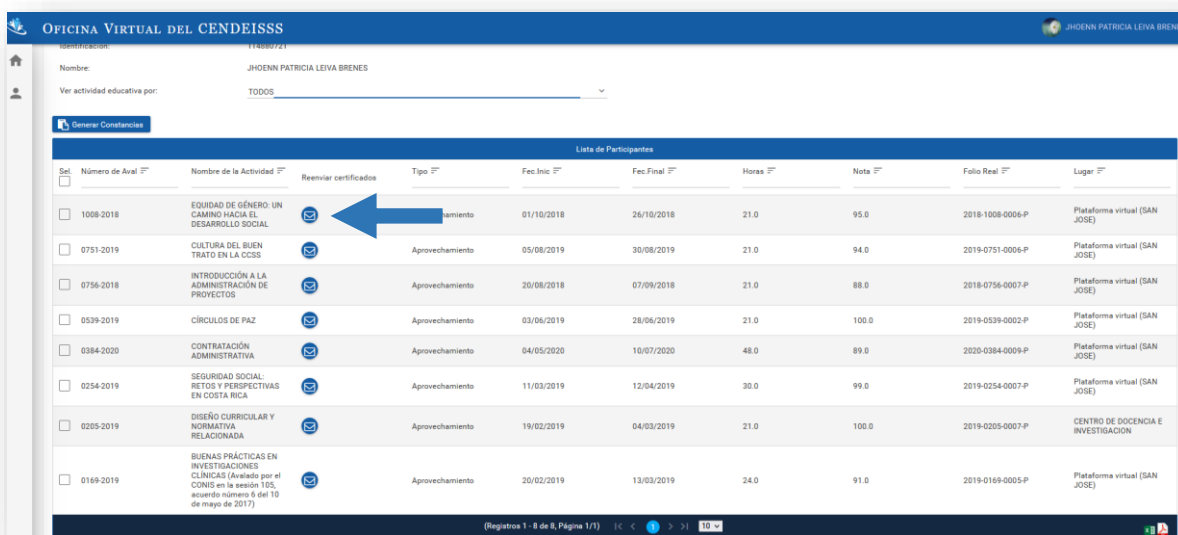 OFICINA VIRTUAL DEL CENDEISSS
JHOENN PATRICIA LEIVA BREN
Identificación: 114880721
Nombre: JHOENN PATRICIA LEIVA BRENES
Ver actividad educativa por: TODOS
Generar Constancias
Lista de Participantes
Sel. Número de Aval Nombre de la Actividad Reenviar certificados Tipo Fec.Inic Fec.Final Horas Nota Folio Real Lugar
1008-2018 EQUIDAD DE GÉNERO: UN CAMINO HACIA EL DESARROLLO SOCIAL 01/10/2018 26/10/2018 21.0 95.0 2018-1008-0006-P Plataforma virtual (SAN JOSE)
0751-2019 CULTURA DEL BUEN TRATO EN LA CCSS Aprovechamiento 05/08/2019 30/08/2019 21.0 94.0 2019-0751-0006-P Plataforma virtual (SAN JOSE)
0756-2018 INTRODUCCIÓN A LA ADMINISTRACIÓN DE PROYECTOS Aprovechamiento 20/08/2018 07/09/2018 21.0 88.0 2018-0756-0007-P Plataforma virtual (SAN JOSE)
0539-2019 CÍRCULOS DE PAZ Aprovechamiento 03/06/2019 28/06/2019 21.0 100.0 2019-0539-0002-P Plataforma virtual (SAN JOSE)
0384-2020 CONTRATACIÓN ADMINISTRATIVA Aprovechamiento 04/05/2020 10/07/2020 48.0 89.0 2020-0384-0009-P Plataforma virtual (SAN JOSE)
0254-2019 SEGURIDAD SOCIAL: RETOS Y PERSPECTIVAS EN COSTA RICA Aprovechamiento 11/03/2019 12/04/2019 30.0 99.0 2019-0254-0007-P Plataforma virtual (SAN JOSE)
0205-2019 DISEÑO CURRICULAR Y NORMATIVA RELACIONADA Aprovechamiento 19/02/2019 04/03/2019 21.0 100.0 2019-0205-0007-P CENTRO DE DOCENCIA E INVESTIGACION
0169-2019 BUENAS PRÁCTICAS EN INVESTIGACIONES CLÍNICAS (Avalado por el CONIS en la sesión 105, acuerdo número 6 del 10 de mayo de 2017) Aprovechamiento 20/02/2019 13/03/2019 24.0 91.0 2019-0169-0005-P Plataforma virtual (SAN JOSE)
(Registros 1 - 8 de 8, Página 1/1) 1 10